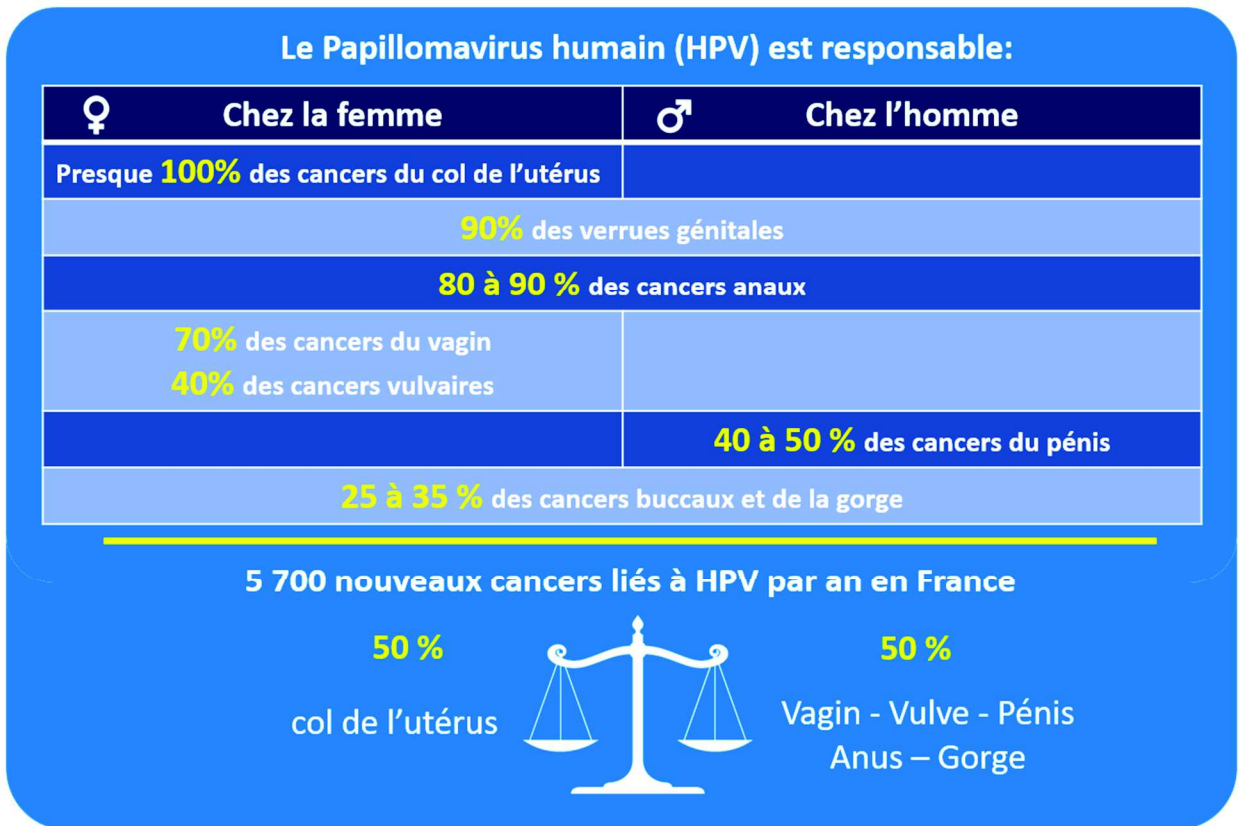 Le Papillomavirus humain (HPV) est responsable:
♀ Chez la femme
♂ Chez l'homme
Presque 100% des cancers du col de l'utérus
90% des verrues génitales
80 à 90 % des cancers anaux
70% des cancers du vagin
40% des cancers vulvaires
40 à 50 % des cancers du pénis
25 à 35 % des cancers buccaux et de la gorge
5 700 nouveaux cancers liés à HPV par an en France
50 %
col de l'utérus
50 %
Vagin - Vulve - Pénis
Anus – Gorge